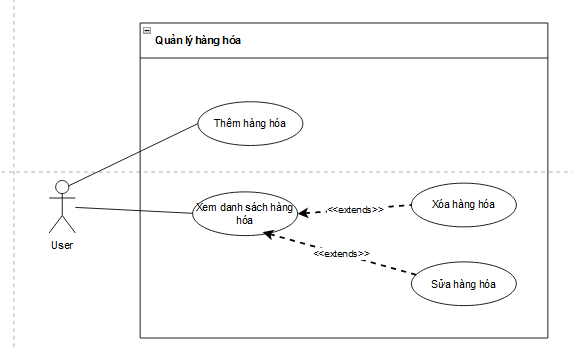 Quản lý hàng hóa
Thêm hàng hóa
Xem danh sách hàng
hóa
<<extends>>
Xóa hàng hóa
User
<<extends>>
Sửa hàng hóa